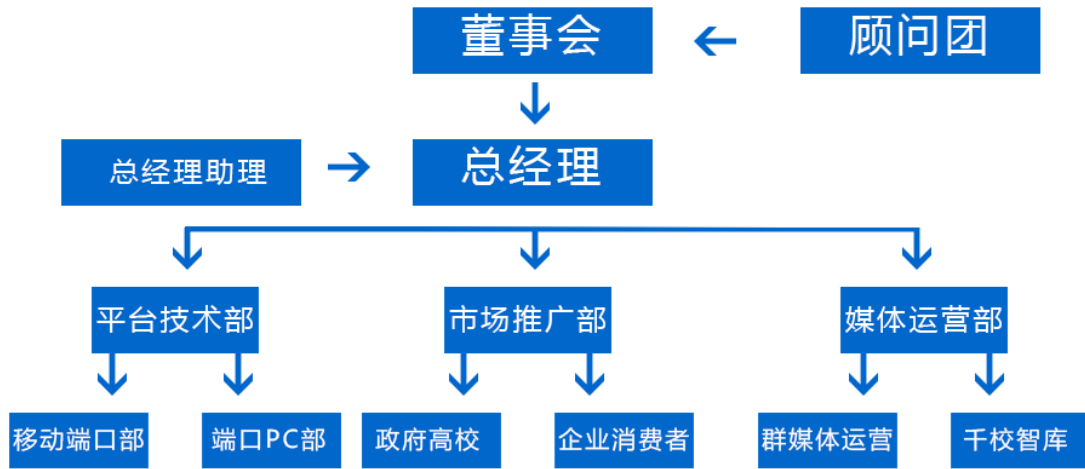 董事会
顾问团
总经理助理
总经理
平台技术部
市场推广部
媒体运营部
移动端口部
端口PC部
政府高校
企业消费者
群媒体运营
千校智库